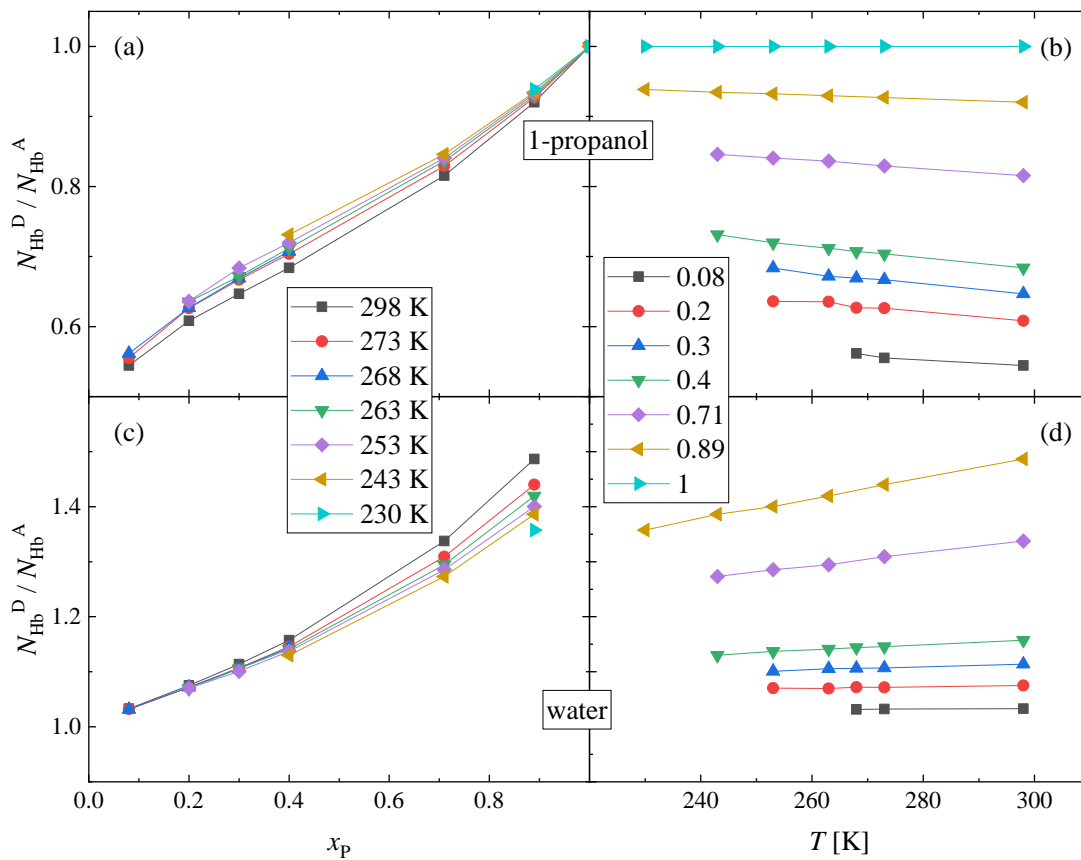 (a)
(b)
1.0
0.8
0.6
N_Hb^D / N_Hb^A
1-propanol
298 K
273 K
268 K
263 K
253 K
243 K
230 K
0.08
0.2
0.3
0.4
0.71
0.89
1
(c)
(d)
1.4
1.2
1.0
N_Hb^D / N_Hb^A
water
0.0 0.2 0.4 0.6 0.8
240 260 280 300
x_P
T [K]